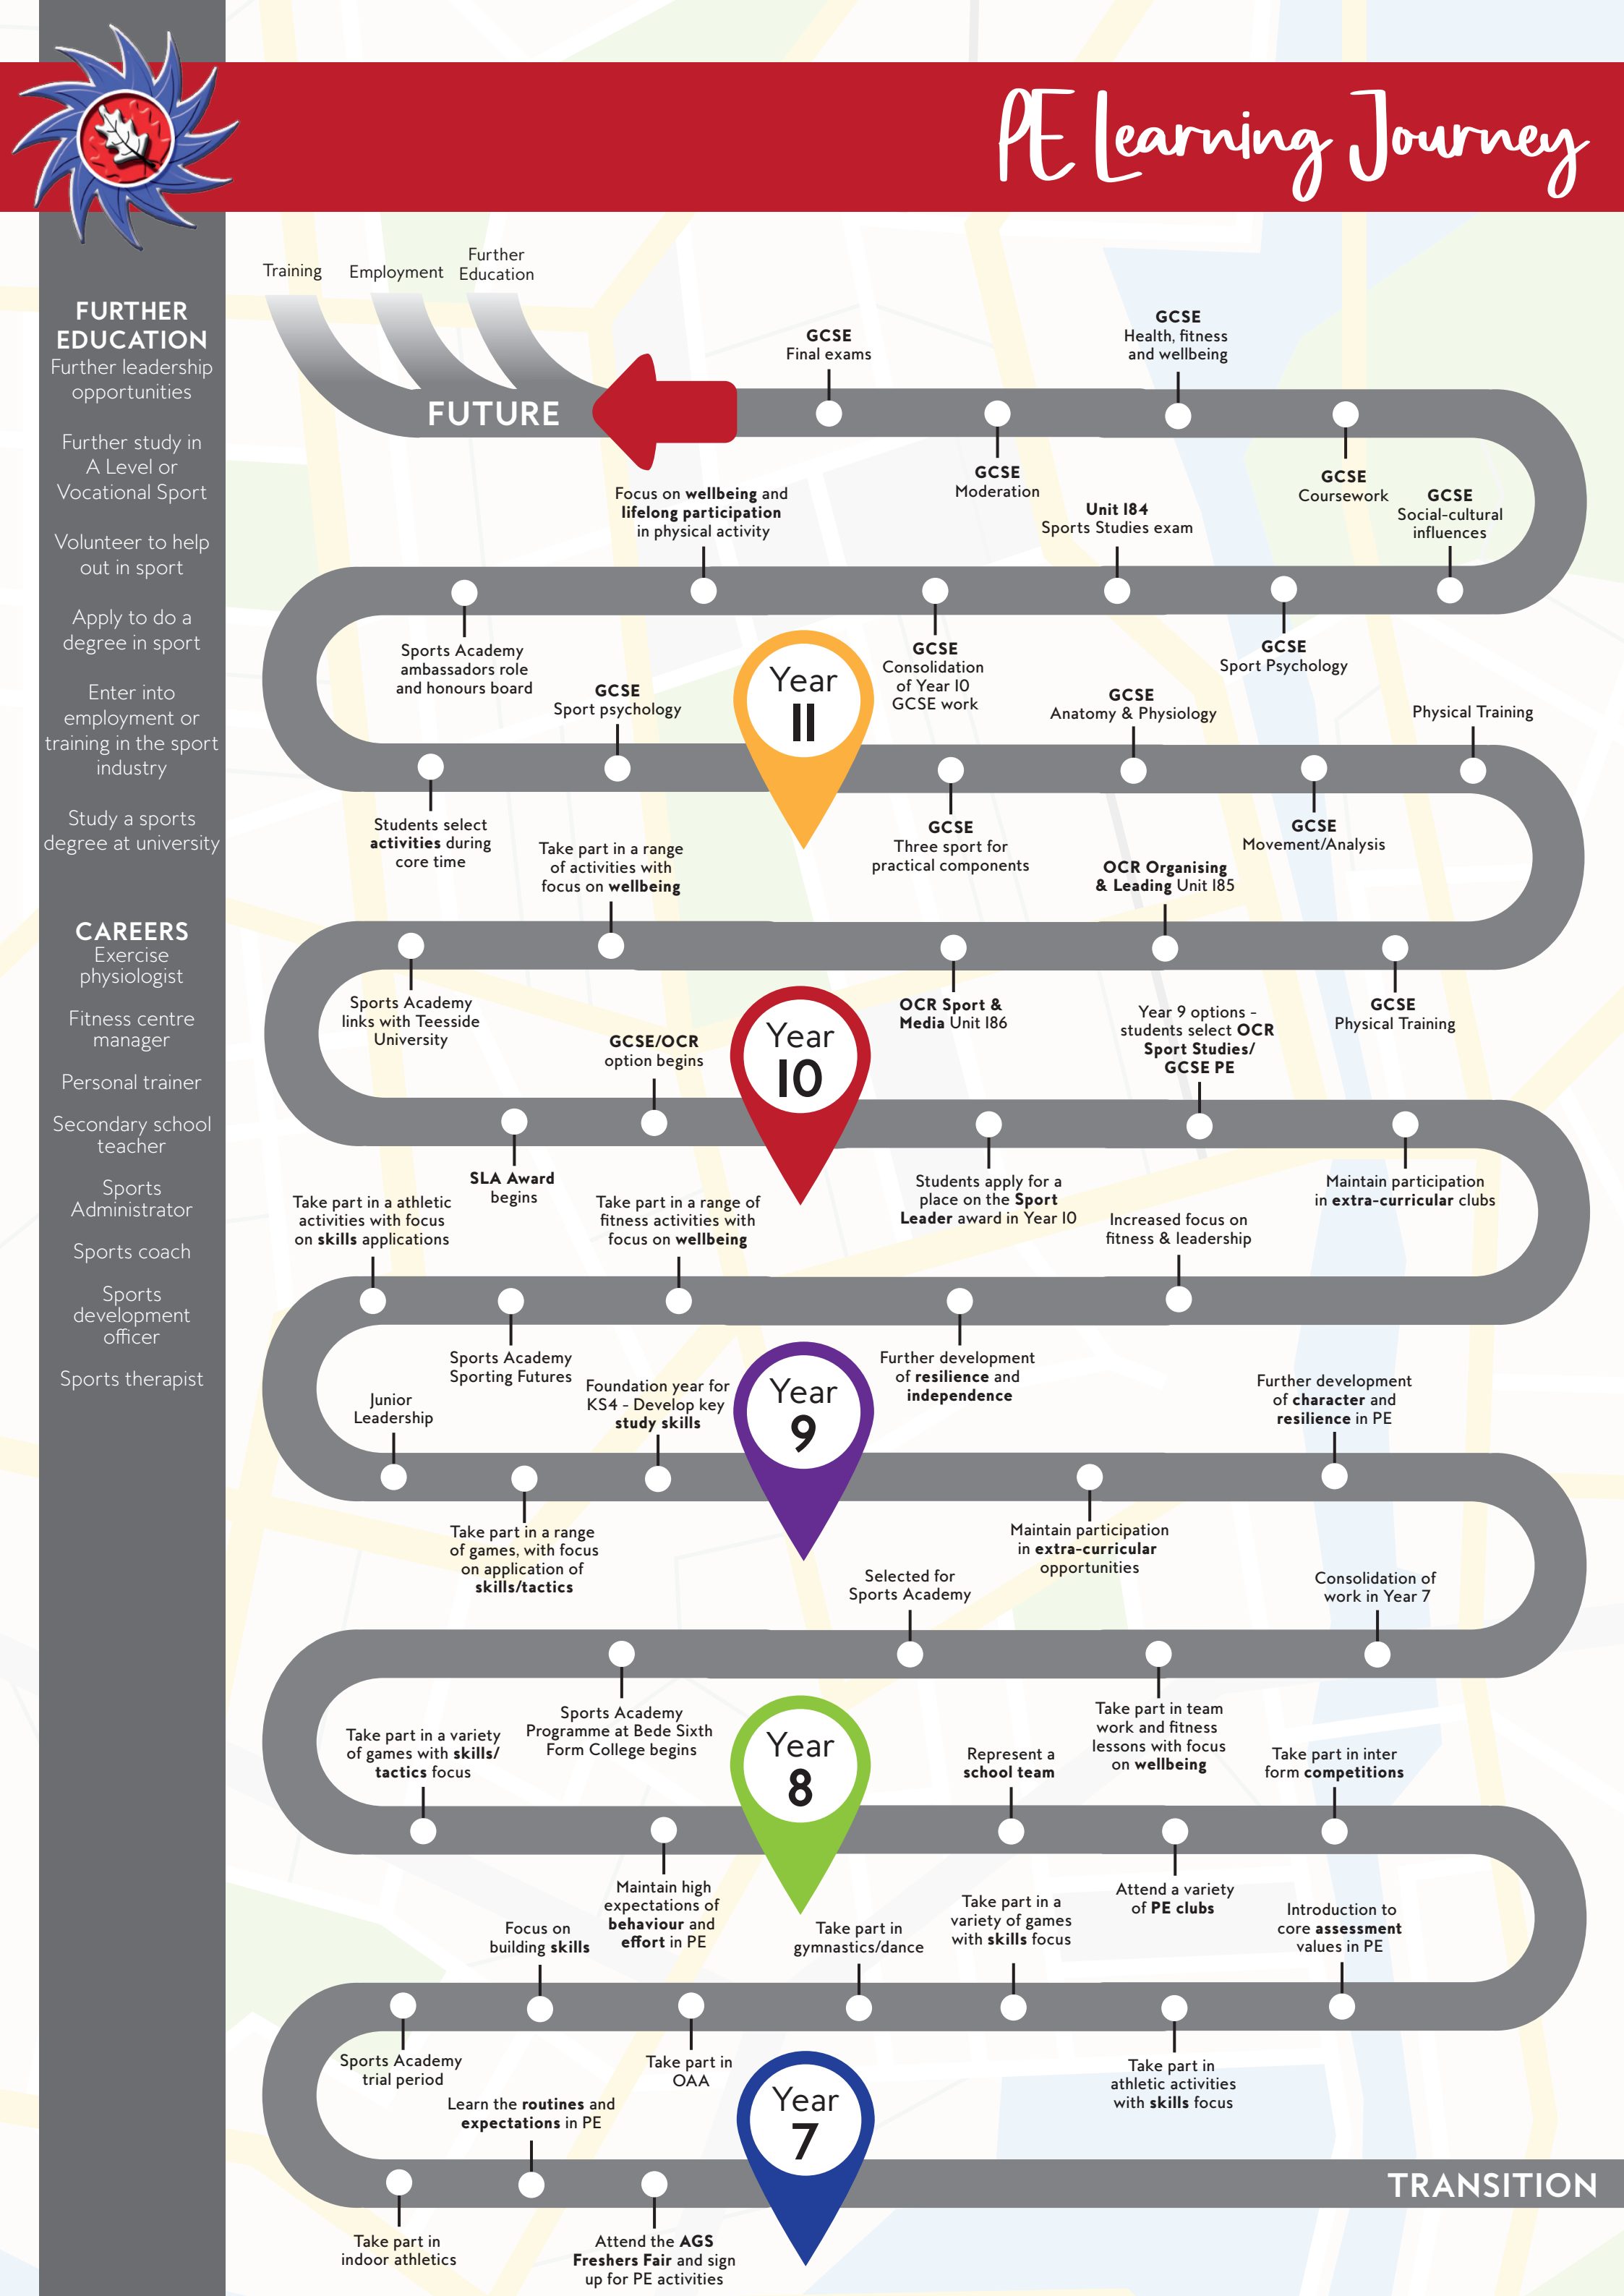 PE Learning Journey
FURTHER
EDUCATION
Further leadership
opportunities
Further study in
A Level or
Vocational Sport
Volunteer to help
out in sport
Apply to do a
degree in sport
Enter into
employment or
training in the sport
industry
Study a sports
degree at university
CAREERS
Exercise
physiologist
Fitness centre
manager
Personal trainer
Secondary school
teacher
Sports
Administrator
Sports coach
Sports
development
officer
Sports therapist
Training
Employment
Further
Education
FUTURE
GCSE
Final exams
GCSE
Moderation
GCSE
Health, fitness
and wellbeing
GCSE
Coursework
GCSE
Social-cultural
influences
GCSE
Sport Psychology
Unit 184
Sports Studies exam
GCSE
Consolidation
of Year 10
GCSE work
Focus on wellbeing and
lifelong participation
in physical activity
Sports Academy
ambassadors role
and honours board
Students select
activities during
core time
GCSE
Sport psychology
Year
11
GCSE
Three sport for
practical components
GCSE
Anatomy & Physiology
GCSE
Movement/Analysis
Physical Training
GCSE
Physical Training
OCR Organising
& Leading Unit 185
OCR Sport &
Media Unit 186
Take part in a range
of activities with
focus on wellbeing
Sports Academy
links with Teesside
University
SLA Award
begins
GCSE/OCR
option begins
Year
10
Students apply for a
place on the Sport
Leader award in Year 10
Year 9 options -
students select OCR
Sport Studies/
GCSE PE
Maintain participation
in extra-curricular clubs
Increased focus on
fitness & leadership
Further development
of resilience and
independence
Take part in a range of
fitness activities with
focus on wellbeing
Sports Academy
Sporting Futures
Take part in a athletic
activities with focus
on skills applications
Junior
Leadership
Take part in a range
of games, with focus
on application of
skills/tactics
Foundation year for
KS4 - Develop key
study skills
Year
9
Maintain participation
in extra-curricular
opportunities
Further development
of character and
resilience in PE
Consolidation of
work in Year 7
Take part in team
work and fitness
lessons with focus
on wellbeing
Selected for
Sports Academy
Sports Academy
Programme at Bede Sixth
Form College begins
Take part in a variety
of games with skills/
tactics focus
Maintain high
expectations of
behaviour and
effort in PE
Year
8
Represent a
school team
Attend a variety
of PE clubs
Take part in inter
form competitions
Introduction to
core assessment
values in PE
Take part in
athletic activities
with skills focus
Take part in a
variety of games
with skills focus
Take part in
gymnastics/dance
Take part in
OAA
Focus on
building skills
Sports Academy
trial period
Take part in
indoor athletics
Learn the routines and
expectations in PE
Attend the AGS
Freshers Fair and sign
up for PE activities
Year
7
TRANSITION